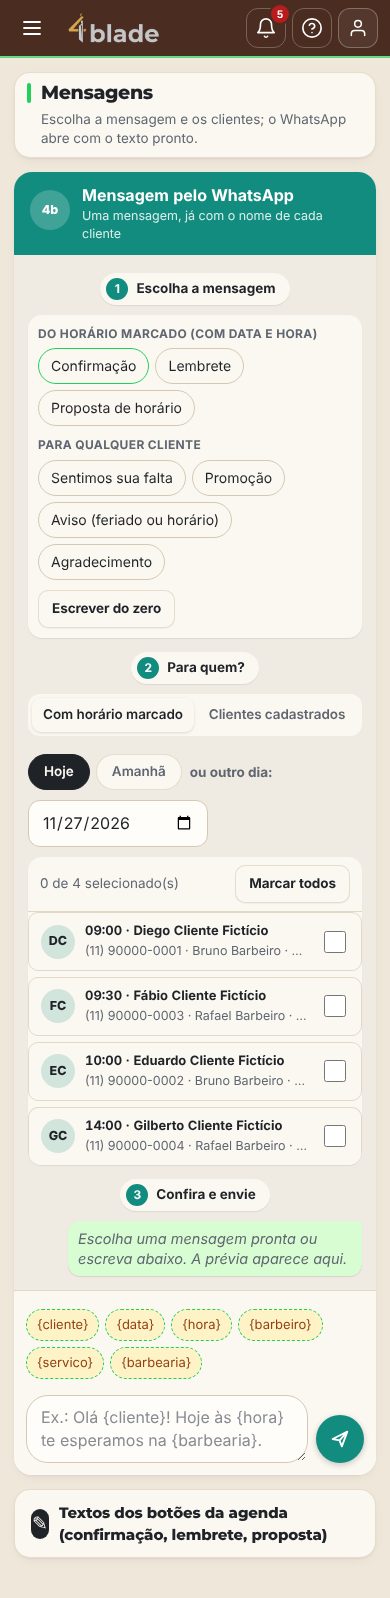 4blade
5
Mensagens
Escolha a mensagem e os clientes; o WhatsApp
abre com o texto pronto.
4b
Mensagem pelo WhatsApp
Uma mensagem, já com o nome de cada
cliente
1 Escolha a mensagem
DO HORÁRIO MARCADO (COM DATA E HORA)
Confirmação Lembrete
Proposta de horário
PARA QUALQUER CLIENTE
Sentimos sua falta Promoção
Aviso (feriado ou horário)
Agradecimento
Escrever do zero
2 Para quem?
Com horário marcado Clientes cadastrados
Hoje Amanhã ou outro dia:
11/27/2026
0 de 4 selecionado(s) Marcar todos
DC
09:00 · Diego Cliente Fictício
(11) 90000-0001 · Bruno Barbeiro · ...
FC
09:30 · Fábio Cliente Fictício
(11) 90000-0003 · Rafael Barbeiro · ...
EC
10:00 · Eduardo Cliente Fictício
(11) 90000-0002 · Bruno Barbeiro · ...
GC
14:00 · Gilberto Cliente Fictício
(11) 90000-0004 · Rafael Barbeiro · ...
3 Confira e envie
Escolha uma mensagem pronta ou
escreva abaixo. A prévia aparece aqui.
{cliente} {data} {hora} {barbeiro}
{servico} {barbearia}
Ex.: Olá {cliente}! Hoje às {hora}
te esperamos na {barbearia}.
Textos dos botões da agenda
(confirmação, lembrete, proposta)